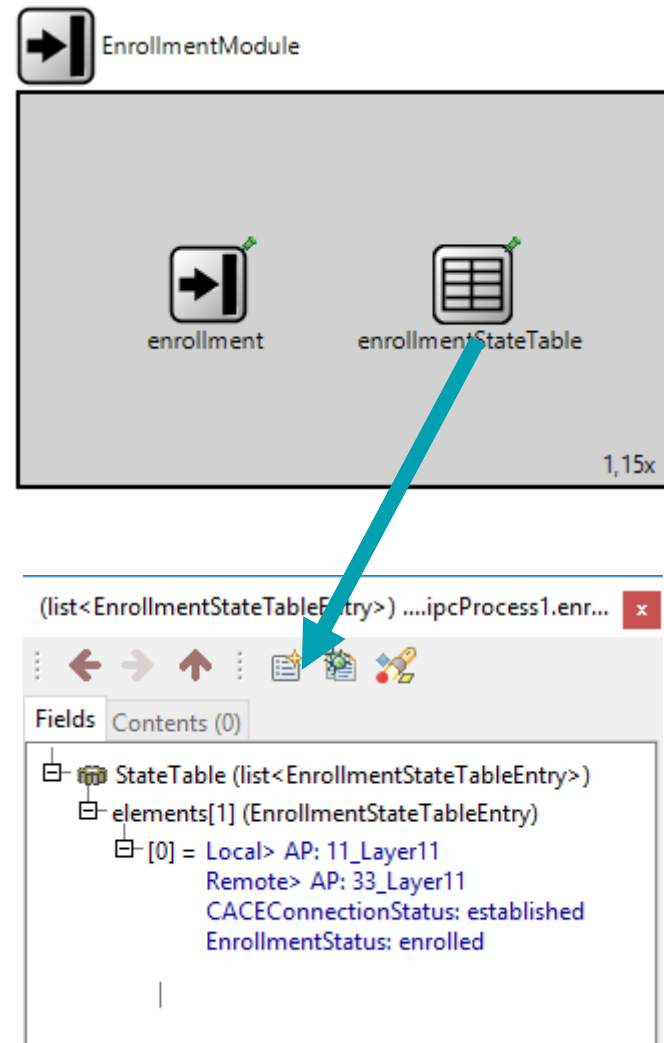 EnrollmentModule
enrollment
enrollmentStateTable
1,15x
(list<EnrollmentStateTableEntry>) ....ipcProcess1.enr...
x
Fields
Contents (0)
StateTable (list<EnrollmentStateTableEntry>)
elements[1] (EnrollmentStateTableEntry)
[0] = Local> AP: 11_Layer11
Remote> AP: 33_Layer11
CACEConnectionStatus: established
EnrollmentStatus: enrolled